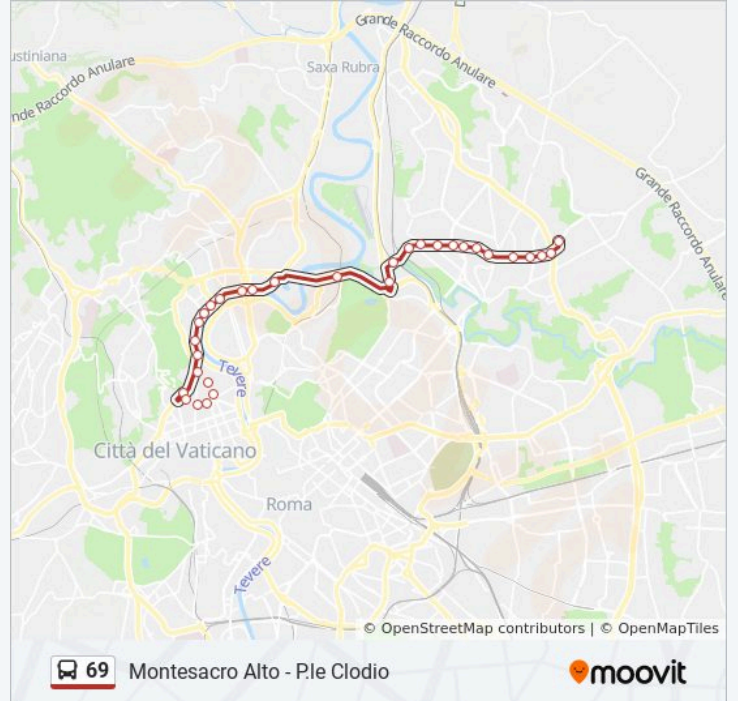 Grande Raccordo Anulare
ustiniana
Saxa Rubra
nde Raccordo Anulare
Grande Raccordo Anulare
Tevere
Città del Vaticano
Roma
Tevere
© OpenStreetMap contributors | © OpenMapTiles
69 Montesacro Alto - P.le Clodio
moovit